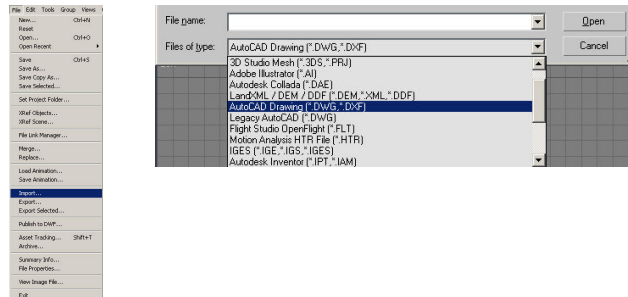 File Edit Tools Group Views
New... Ctrl+N
Reset
Open... Ctrl+O
Open Recent
Save Ctrl+S
Save As...
Save Copy As...
Save Selected...
Set Project Folder...
XRef Objects...
XRef Scene...
File Link Manager...
Merge...
Replace...
Load Animation...
Save Animation...
Import...
Export...
Export Selected...
Publish to DWF...
Asset Tracking... Shift+T
Archive...
Summary Info...
File Properties...
View Image File...
Exit
File name: Open
Files of type: AutoCAD Drawing (*.DWG,*.DXF) Cancel
3D Studio Mesh (*.3DS,*.PRJ)
Adobe Illustrator (*.AI)
Autodesk Collada (*.DAE)
LandXML / DEM / DDF (*.DEM,*.XML,*.DDF)
AutoCAD Drawing (*.DWG,*.DXF)
Legacy AutoCAD (*.DWG)
Flight Studio OpenFlight (*.FLT)
Motion Analysis HTR File (*.HTR)
IGES (*.IGE,*.IGS,*.IGES)
Autodesk Inventor (*.IPT,*.IAM)